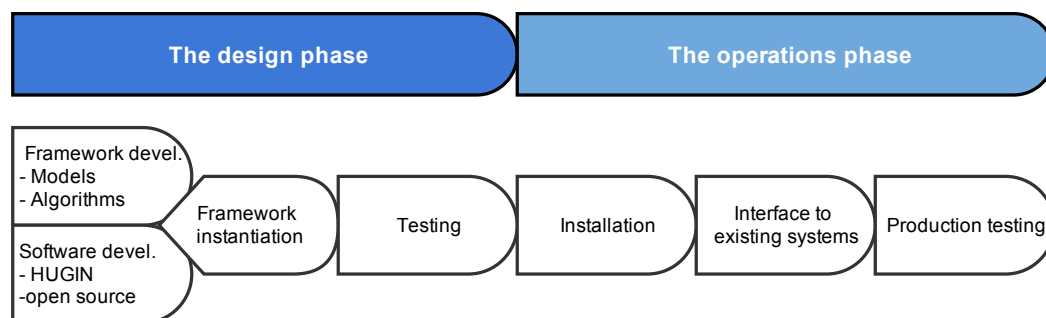 The design phase
The operations phase
Framework devel.
- Models
- Algorithms
Software devel.
- HUGIN
-open source
Framework
instantiation
Testing
Installation
Interface to
existing systems
Production testing